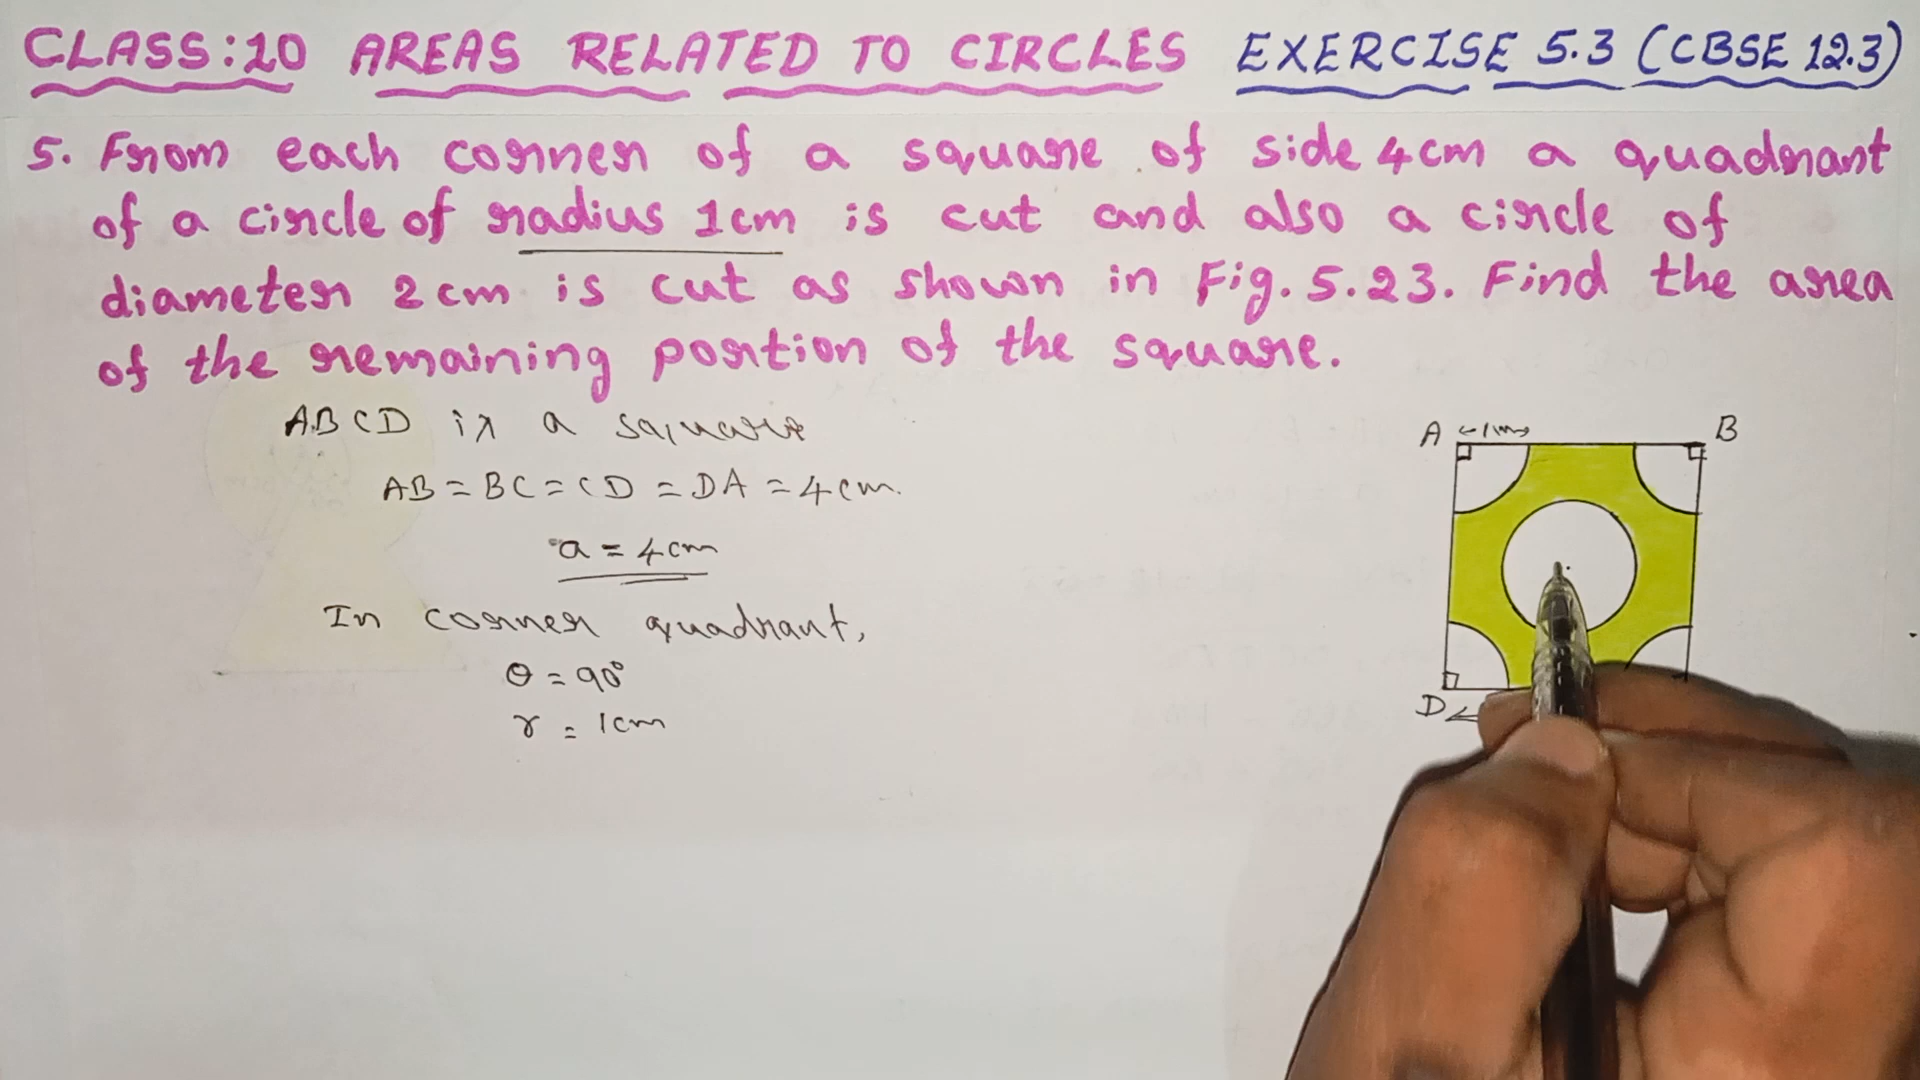 CLASS:10 AREAS RELATED TO CIRCLES EXERCISE 5.3 (CBSE 12.3)
5. From each corner of a square of side 4cm a quadrant
of a circle of radius 1cm is cut and also a circle of
diameter 2cm is cut as shown in Fig. 5.23. Find the area
of the remaining portion of the square.
ABCD is a square
AB = BC = CD = DA = 4cm.
a = 4cm
In corner quadrant,
θ = 90°
r = 1cm
A 1cm B
D